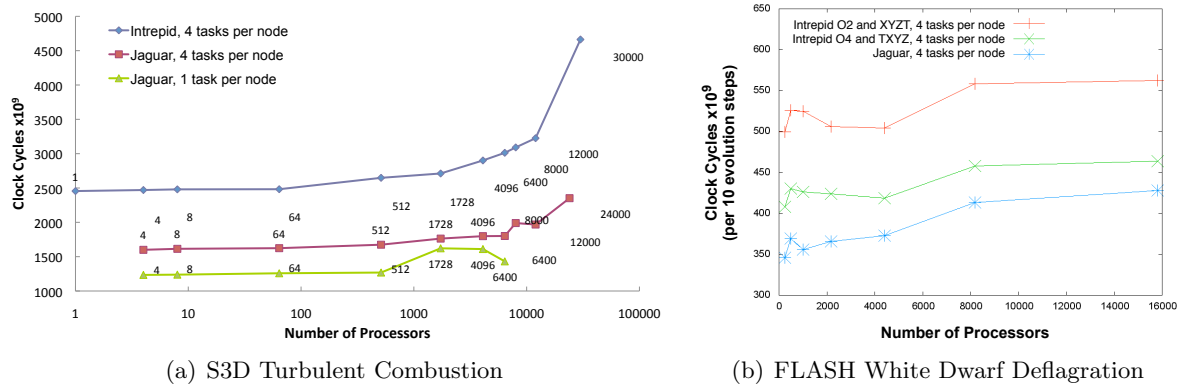 5000
4500
4000
3500
3000
2500
2000
1500
1000
Clock Cycles x10⁹
Intrepid, 4 tasks per node
Jaguar, 4 tasks per node
Jaguar, 1 task per node
30000
1
4 8 64 512 1728 4096 6400 8000 12000
4 8 64 512 1728 4096 8000 24000
4 8 64 512 1728 4096 6400 6400 12000
1 10 100 1000 10000 100000
Number of Processors
(a) S3D Turbulent Combustion
650
600
550
500
450
400
350
300
Clock Cycles x10⁹
(per 10 evolution steps)
Intrepid O2 and XYZT, 4 tasks per node
Intrepid O4 and TXYZ, 4 tasks per node
Jaguar, 4 tasks per node
0 2000 4000 6000 8000 10000 12000 14000 16000
Number of Processors
(b) FLASH White Dwarf Deflagration